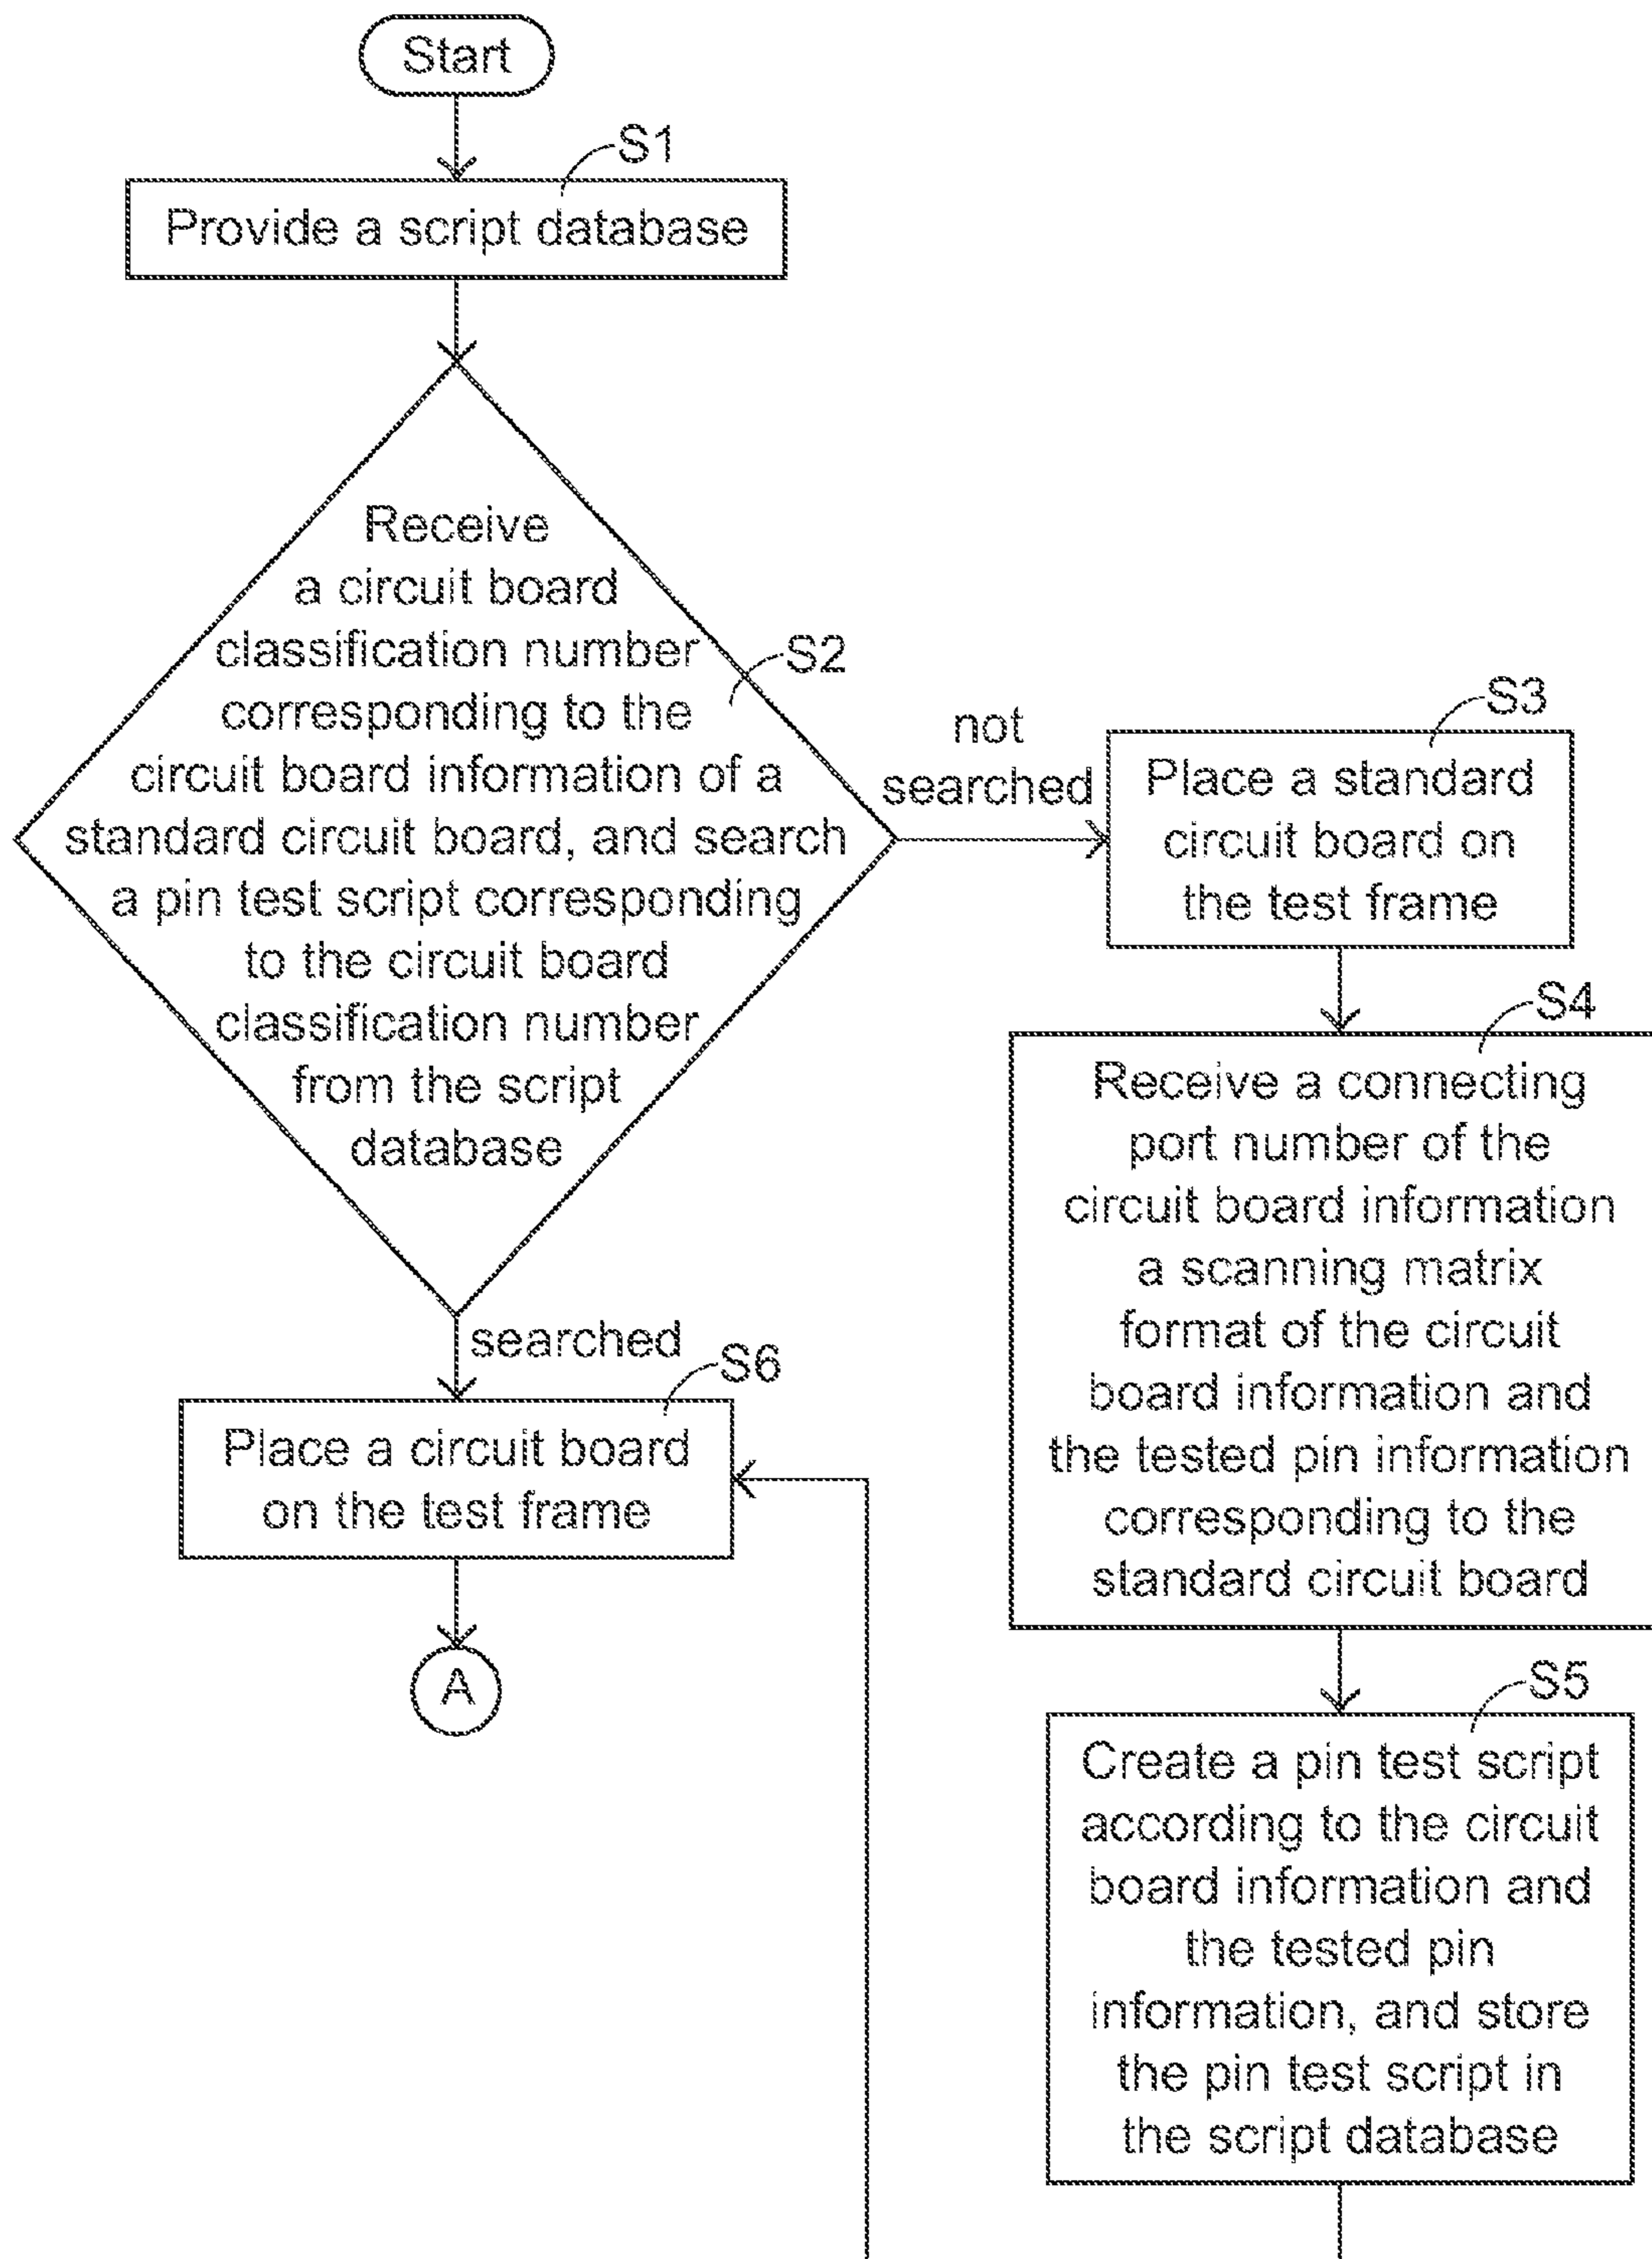 Start
S1
Provide a script database
Receive
a circuit board
classification number
corresponding to the
circuit board information of a
standard circuit board, and search
a pin test script corresponding
to the circuit board
classification number
from the script
database
S2
not
searched
S3
Place a standard
circuit board on
the test frame
S4
Receive a connecting
port number of the
circuit board information
a scanning matrix
format of the circuit
board information and
the tested pin information
corresponding to the
standard circuit board
searched
S6
Place a circuit board
on the test frame
A
S5
Create a pin test script
according to the circuit
board information and
the tested pin
information, and store
the pin test script in
the script database